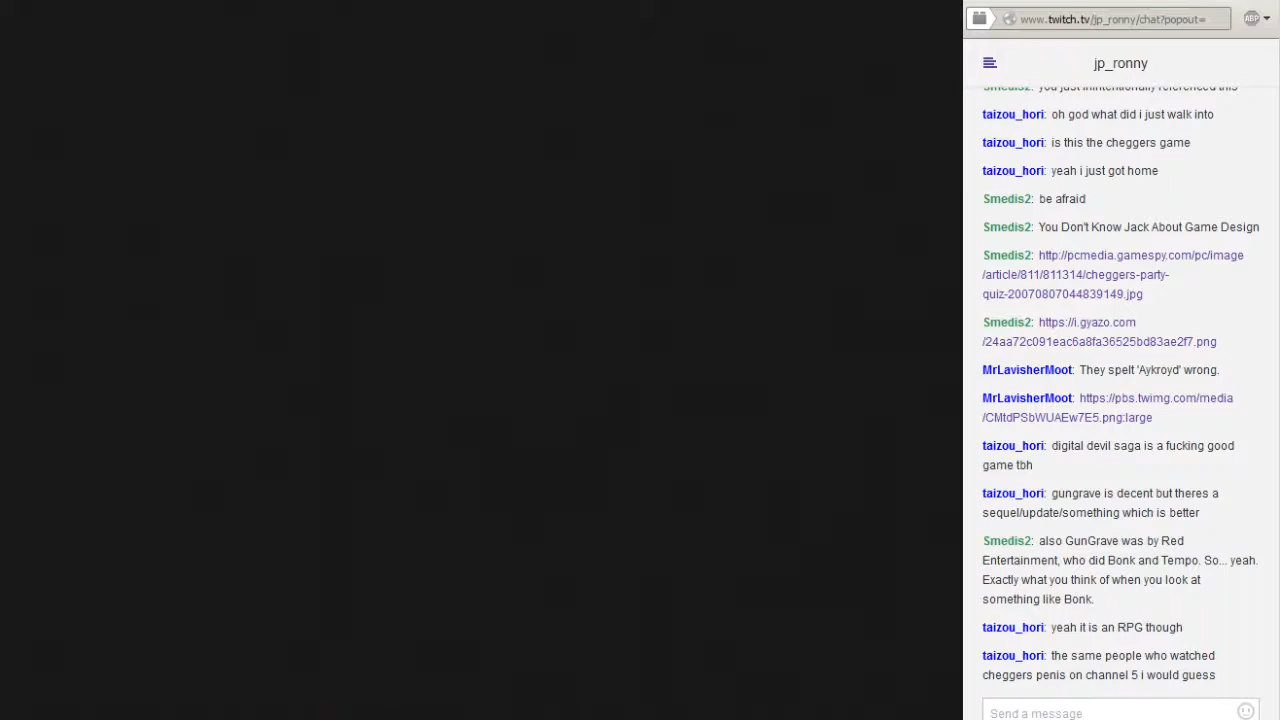 www.twitch.tv/jp_ronny/chat?popout=
ABP
jp_ronny
Smedis2: you just inintentionally referenced this
taizou_hori: oh god what did i just walk into
taizou_hori: is this the cheggers game
taizou_hori: yeah i just got home
Smedis2: be afraid
Smedis2: You Don't Know Jack About Game Design
Smedis2: http://pcmedia.gamespy.com/pc/image
/article/811/811314/cheggers-party-
quiz-20070807044839149.jpg
Smedis2: https://i.gyazo.com
/24aa72c091eac6a8fa36525bd83ae2f7.png
MrLavisherMoot: They spelt 'Aykroyd' wrong.
MrLavisherMoot: https://pbs.twimg.com/media
/CMtdPSbWUAEw7E5.png:large
taizou_hori: digital devil saga is a fucking good
game tbh
taizou_hori: gungrave is decent but theres a
sequel/update/something which is better
Smedis2: also GunGrave was by Red
Entertainment, who did Bonk and Tempo. So... yeah.
Exactly what you think of when you look at
something like Bonk.
taizou_hori: yeah it is an RPG though
taizou_hori: the same people who watched
cheggers penis on channel 5 i would guess
Send a message